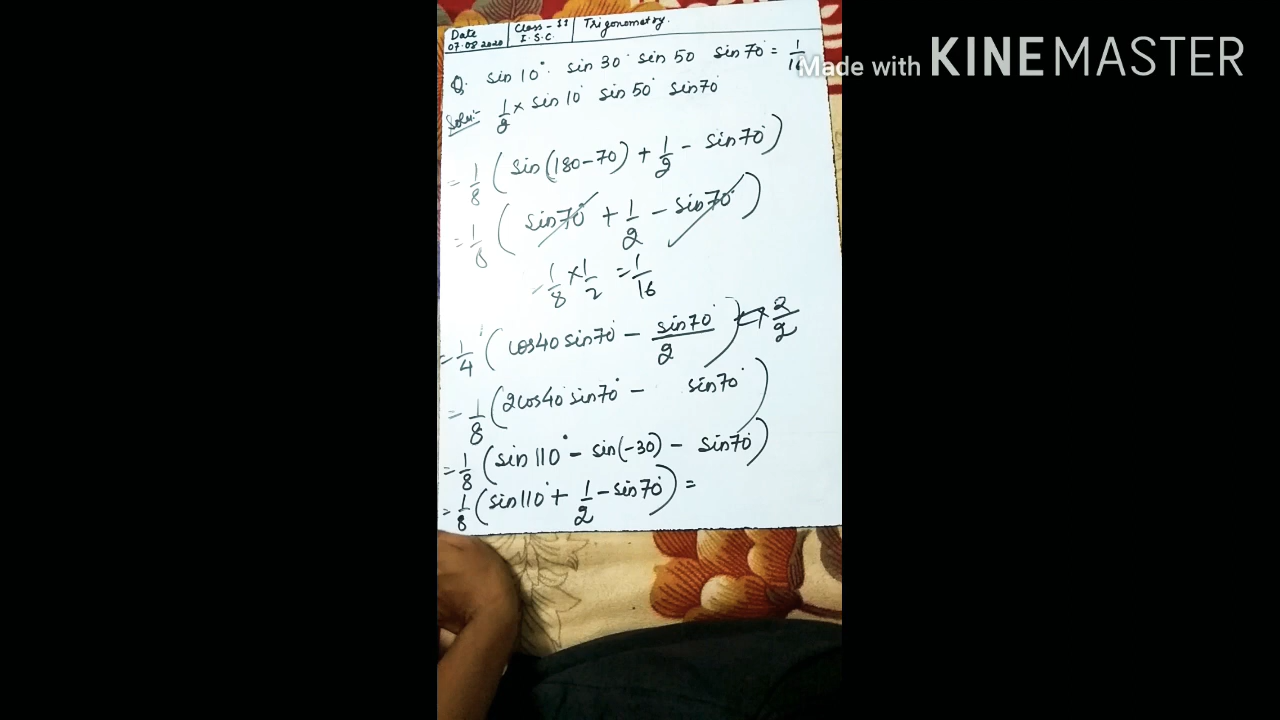 Date
07.08.2020
Class - 11
I.S.C.
Trigonometry.
Made with KINEMASTER
Q. sin 10° · sin 30° sin 50 sin 70° = 1/16
Soln:- 1/2 × sin 10° sin 50° sin 70°
= 1/8 ( sin (180 - 70) + 1/2 - sin 70° )
= 1/8 ( sin 70° + 1/2 - sin 70° )
= 1/8 × 1/2 = 1/16
= 1/4 ( cos 40 sin 70° - sin 70°/2 ) × 2/2
= 1/8 ( 2 cos 40° sin 70° - sin 70° )
= 1/8 ( sin 110° - sin (-30) - sin 70° )
= 1/8 ( sin 110° + 1/2 - sin 70° ) =